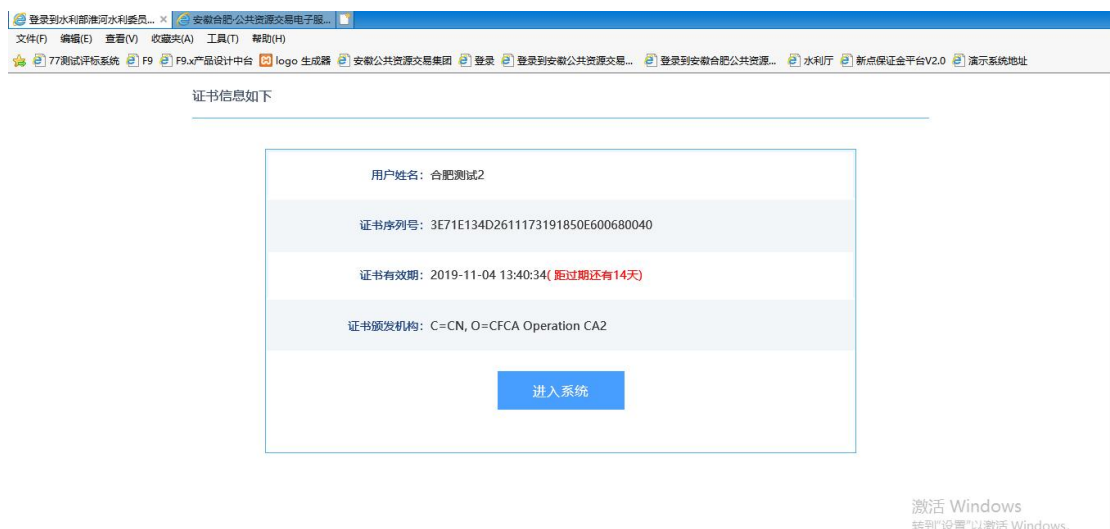 登录到水利部淮河水利委员... × 安徽合肥·公共资源交易电子服...
文件(F) 编辑(E) 查看(V) 收藏夹(A) 工具(T) 帮助(H)
77测试评标系统 F9 F9.x产品设计中台 logo 生成器 安徽公共资源交易集团 登录 登录到安徽公共资源交易... 登录到安徽合肥公共资源... 水利厅 新点保证金平台V2.0 演示系统地址
证书信息如下
用户姓名：合肥测试2
证书序列号：3E71E134D2611173191850E600680040
证书有效期：2019-11-04 13:40:34( 距过期还有14天)
证书颁发机构：C=CN, O=CFCA Operation CA2
进入系统
激活 Windows
转到"设置"以激活 Windows。